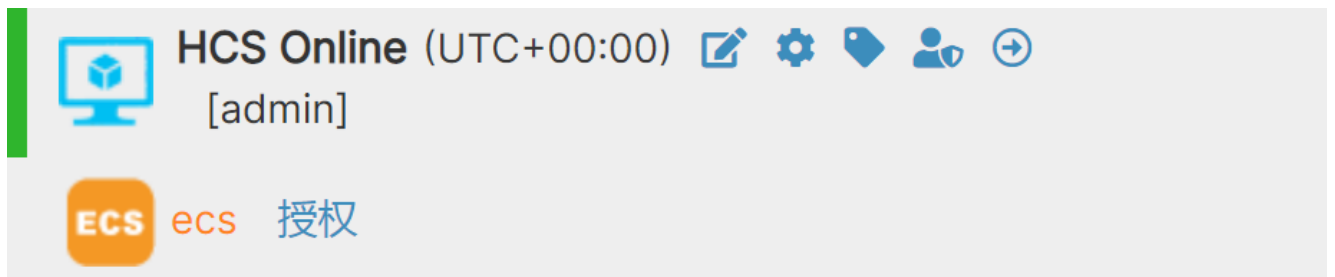 HCS Online (UTC+00:00)
[admin]
ECS ecs 授权